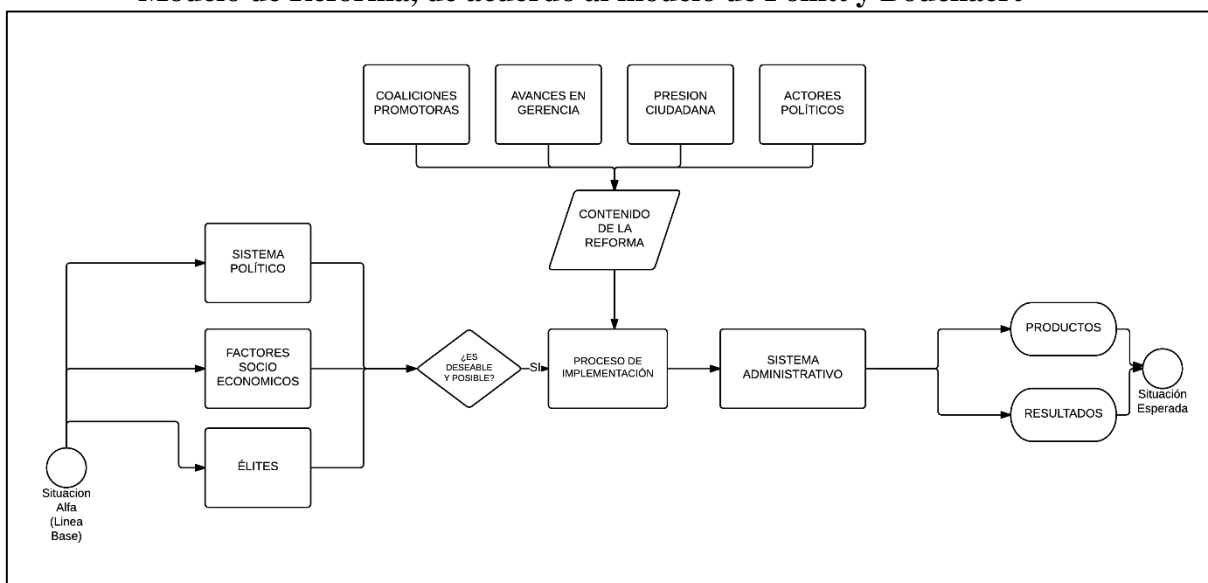 Modelo de Reforma, de acuerdo al modelo de Pollitt y Bouckaert
COALICIONES
PROMOTORAS
AVANCES EN
GERENCIA
PRESION
CIUDADANA
ACTORES
POLÍTICOS
CONTENIDO
DE LA
REFORMA
SISTEMA
POLÍTICO
FACTORES
SOCIO
ECONOMICOS
ÉLITES
¿ES
DESEABLE
Y POSIBLE?
SI
PROCESO DE
IMPLEMENTACIÓN
SISTEMA
ADMINISTRATIVO
PRODUCTOS
RESULTADOS
Situación
Esperada
Situacion
Alfa
(Linea
Base)